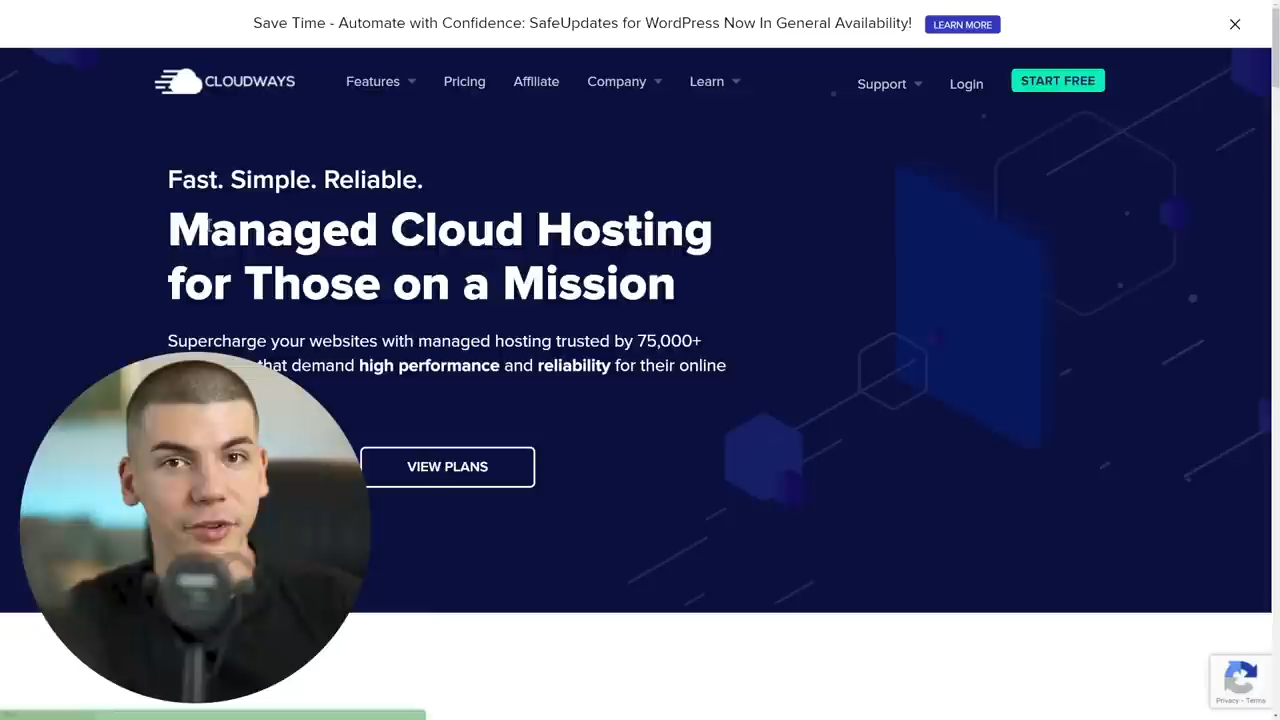 Save Time - Automate with Confidence: SafeUpdates for WordPress Now In General Availability! LEARN MORE
CLOUDWAYS Features Pricing Affiliate Company Learn Support Login START FREE
Fast. Simple. Reliable.
Managed Cloud Hosting
for Those on a Mission
Supercharge your websites with managed hosting trusted by 75,000+
that demand high performance and reliability for their online
VIEW PLANS
Privacy - Terms